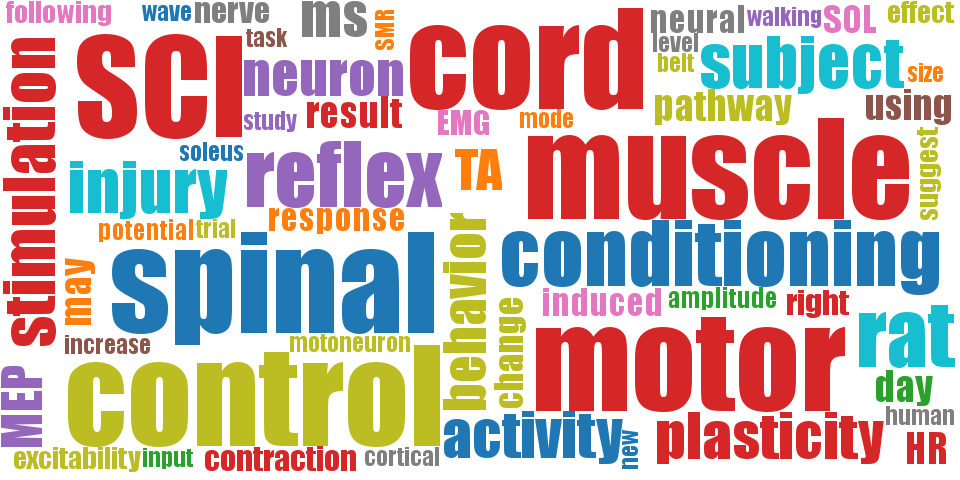 following
wave
nerve
ms
SMR
task
SCI
cord
neural
walking
SOL
effect
level
belt
subject
size
neuron
stimulation
study
result
EMG
mode
pathway
using
soleus
reflex
TA
muscle
suggest
injury
response
potential
trial
spinal
behavior
conditioning
may
induced
amplitude
right
change
rat
increase
motoneuron
motor
control
MEP
day
human
activity
new
plasticity
HR
excitability
input
contraction
cortical